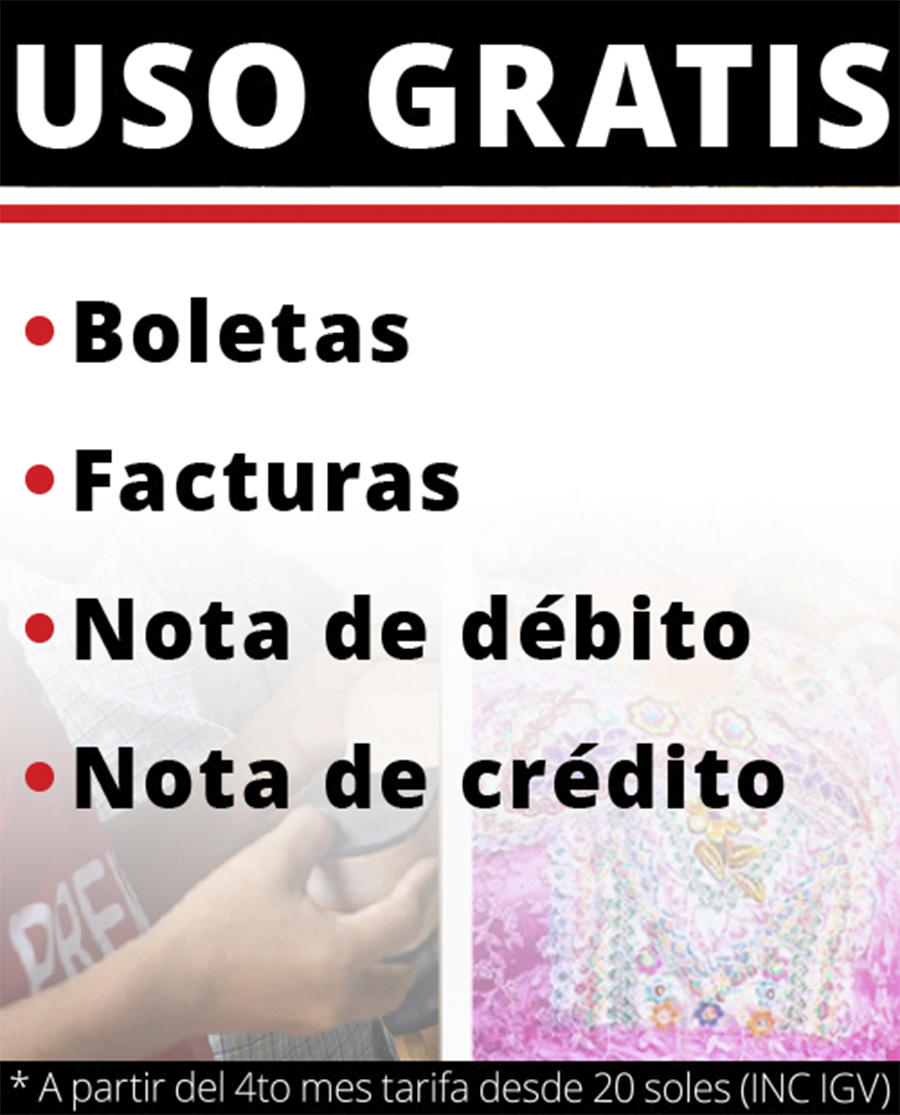 USO GRATIS
• Boletas
• Facturas
• Nota de débito
• Nota de crédito
PRE
* A partir del 4to mes tarifa desde 20 soles (INC IGV)